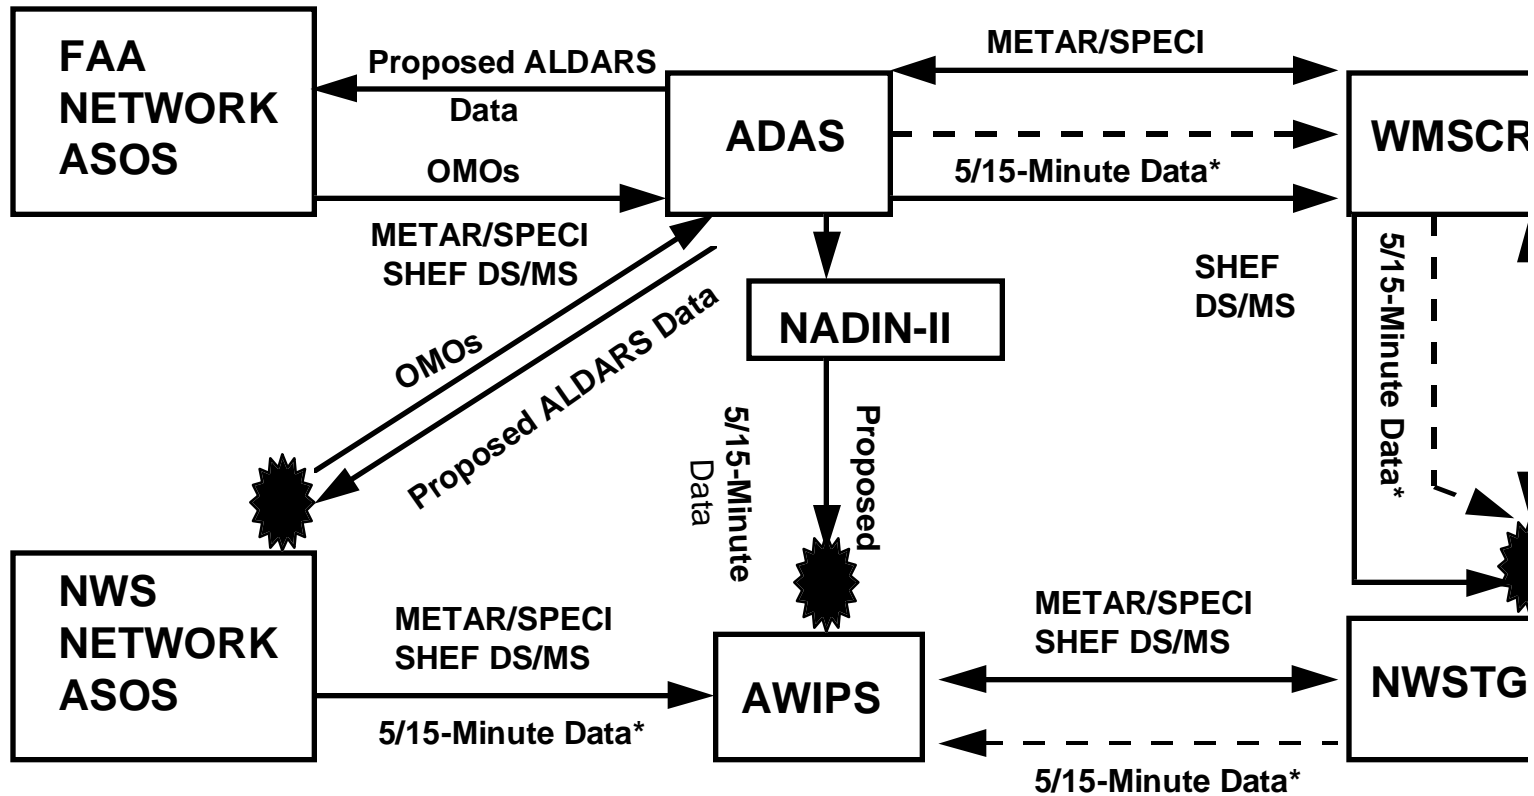 FAA
NETWORK
ASOS
Proposed ALDARS
Data
OMOs
METAR/SPECI
SHEF DS/MS
ADAS
METAR/SPECI
5/15-Minute Data*
SHEF
DS/MS
WMSCR
5/15-Minute Data*
NADIN-II
OMOs
Proposed ALDARS Data
5/15-Minute
Data
Proposed
NWS
NETWORK
ASOS
METAR/SPECI
SHEF DS/MS
5/15-Minute Data*
AWIPS
METAR/SPECI
SHEF DS/MS
5/15-Minute Data*
NWSTG